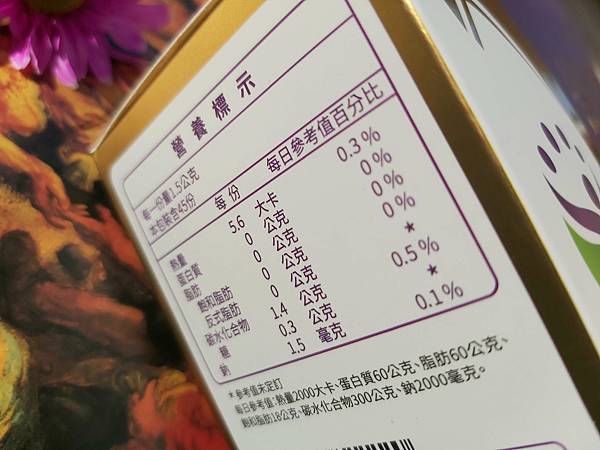 營養標示
每一份量1.5公克
本包裝含45份
每份 每日參考值百分比
熱量 5.6 大卡 0.3%
蛋白質 0 公克 0%
脂肪 0 公克 0%
飽和脂肪 0 公克 0%
反式脂肪 0 公克 *
碳水化合物 1.4 公克 0.5%
糖 0.3 公克 *
鈉 1.5 毫克 0.1%
*參考值未定訂
每日參考值:熱量2000大卡、蛋白質60公克、脂肪60公克、
飽和脂肪18公克、碳水化合物300公克、鈉2000毫克。